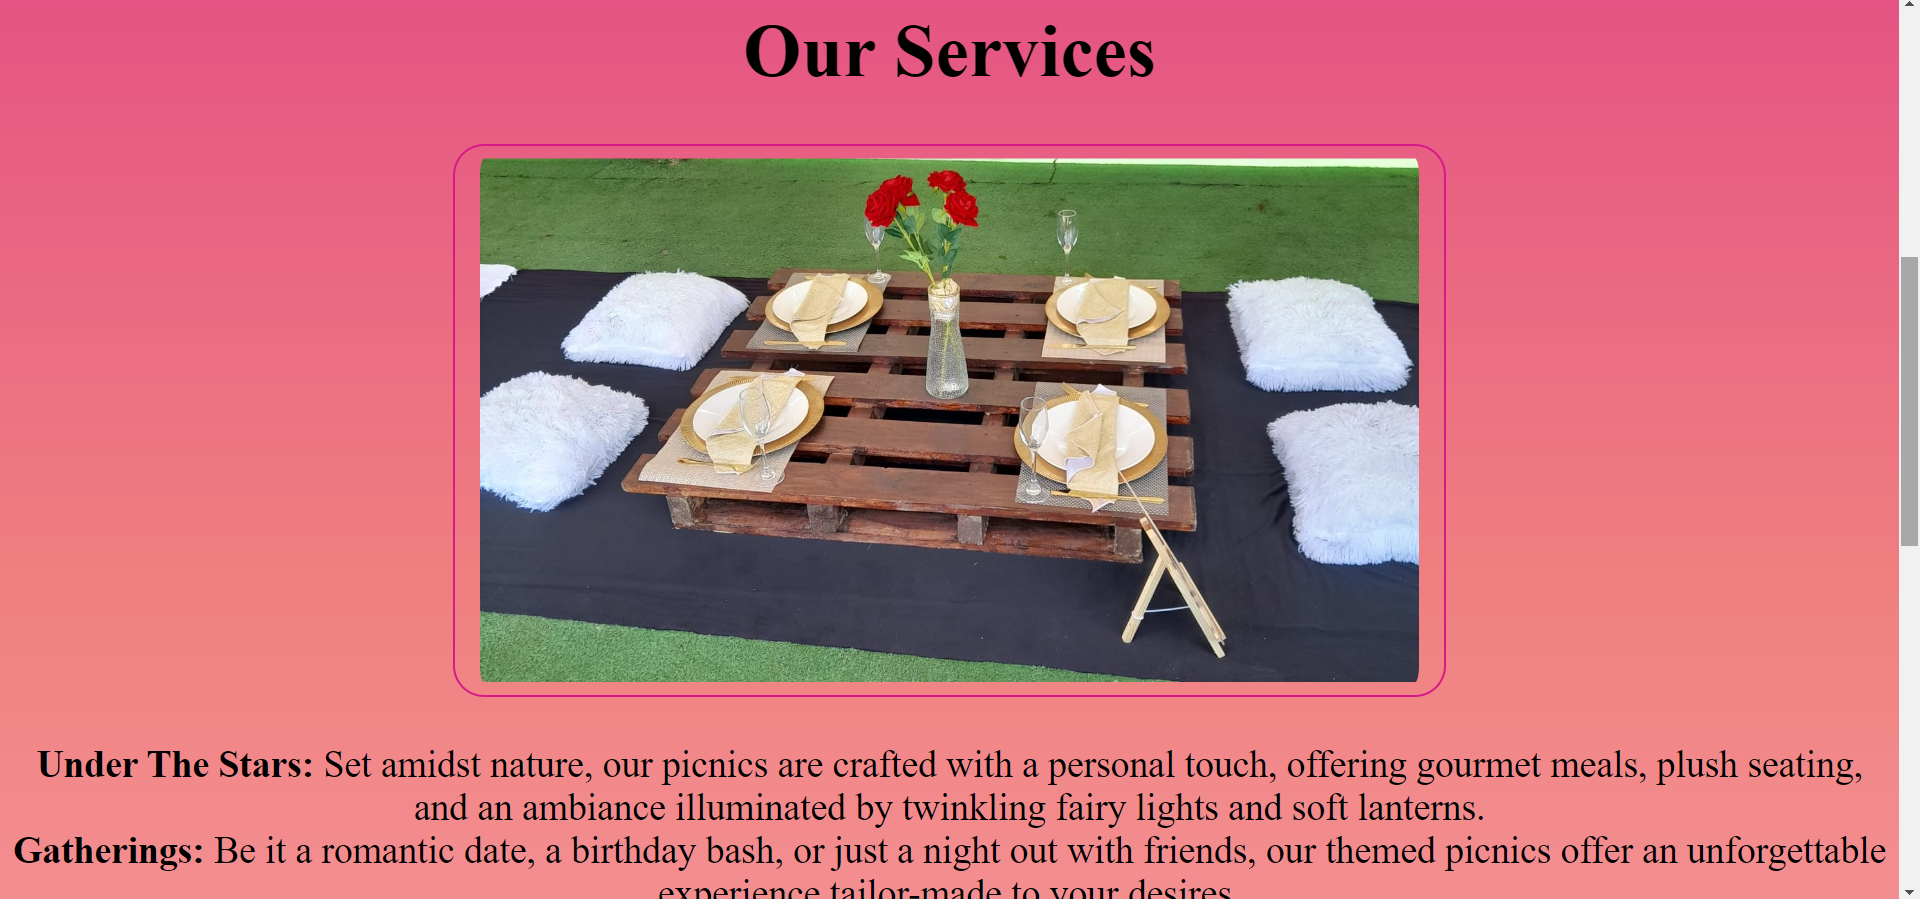 Our Services
Under The Stars: Set amidst nature, our picnics are crafted with a personal touch, offering gourmet meals, plush seating,
and an ambiance illuminated by twinkling fairy lights and soft lanterns.
Gatherings: Be it a romantic date, a birthday bash, or just a night out with friends, our themed picnics offer an unforgettable
experience tailor-made to your desires.